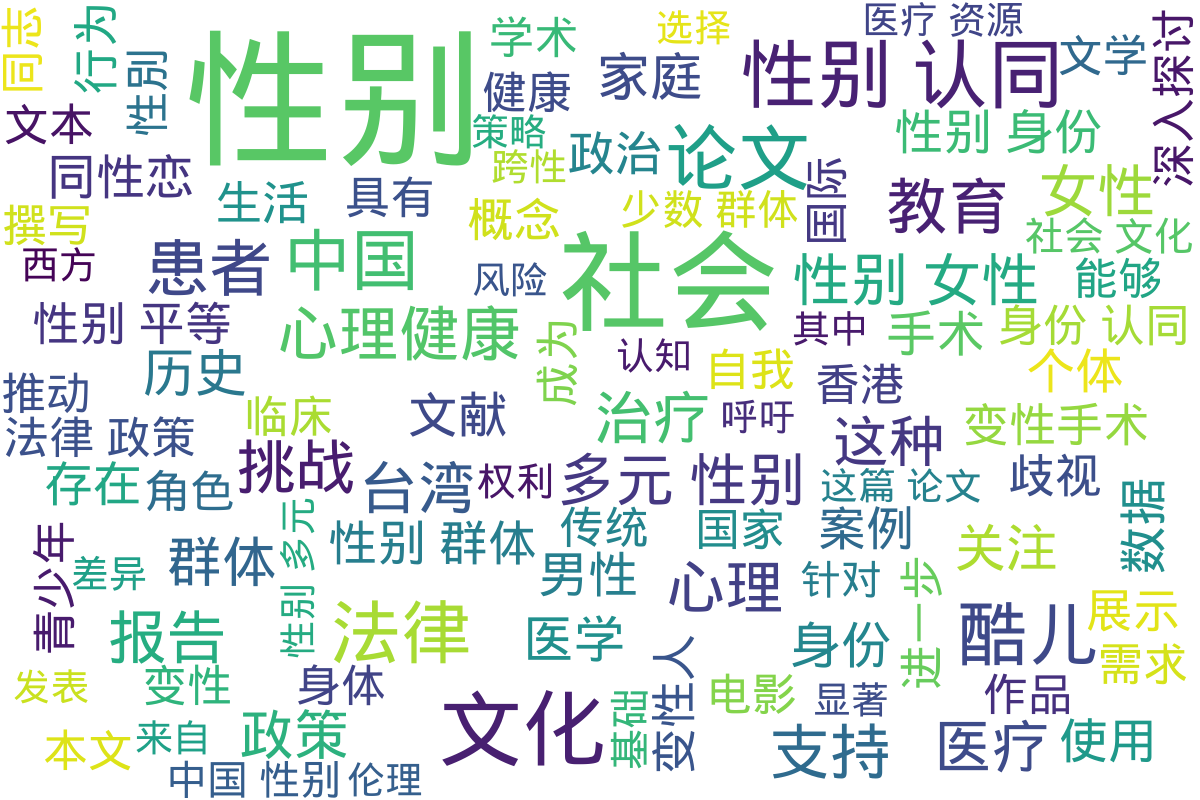 性别
社会
文化
性别 认同
论文
中国
心理健康
患者
教育
女性
法律
酷儿
同志
行为
性别
学术
选择
医疗 资源
文学
深入探讨
文本
健康
家庭
策略
政治
性别 身份
同性恋
跨性
生活
具有
概念
少数 群体
国际
社会 文化
撰写
西方
风险
性别 女性
能够
性别 平等
成为
认知
其中
手术
身份 认同
历史
自我
香港
个体
推动
临床
文献
治疗
呼吁
这种
变性手术
法律 政策
挑战
存在
角色
台湾
权利
多元 性别
这篇 论文
歧视
数据
青少年
差异
群体
性别 多元
性别 群体
传统
国家
案例
关注
男性
心理
针对
进一步
展示
报告
医学
身份
需求
发表
变性
身体
变性 人
电影
显著
作品
基础
本文
来自
政策
支持
医疗
使用
中国 性别
伦理